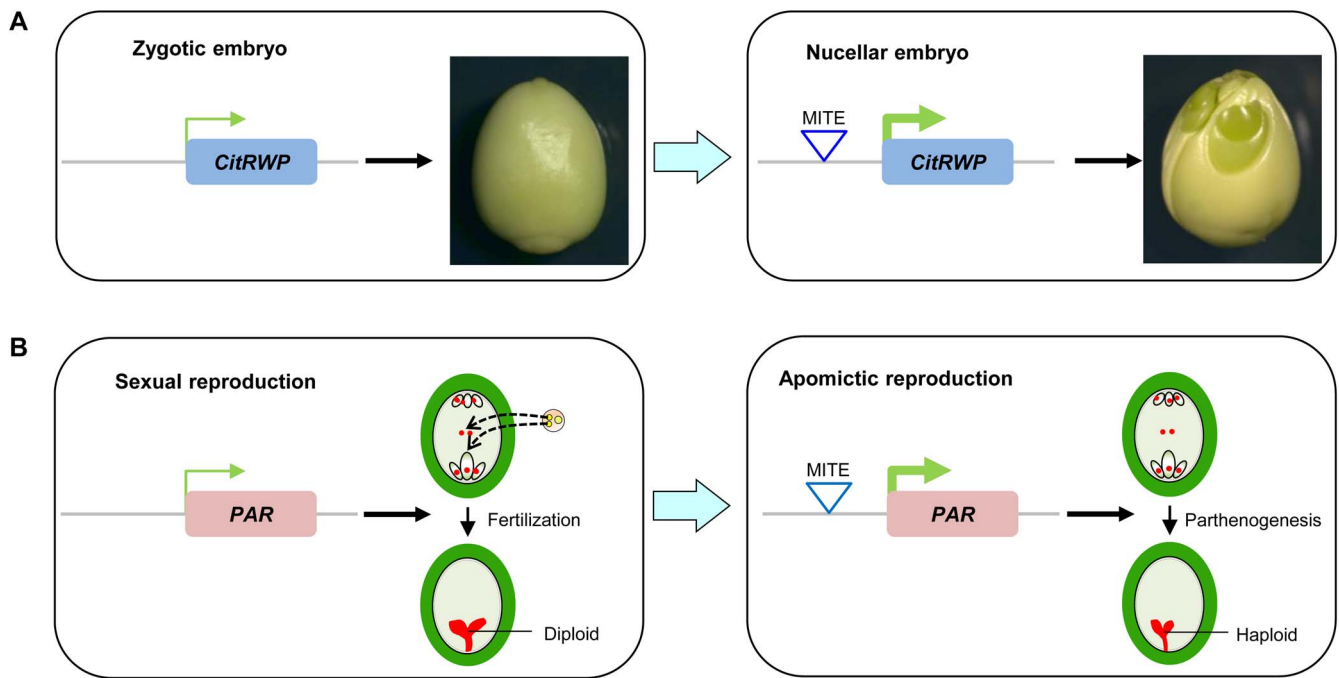 A
Zygotic embryo
CitRWP
Nucellar embryo
MITE
CitRWP
B
Sexual reproduction
PAR
Fertilization
Diploid
Apomictic reproduction
MITE
PAR
Parthenogenesis
Haploid